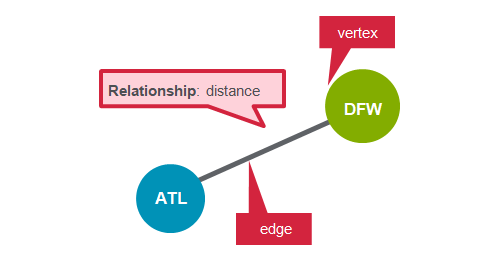 vertex
Relationship: distance
DFW
ATL
edge